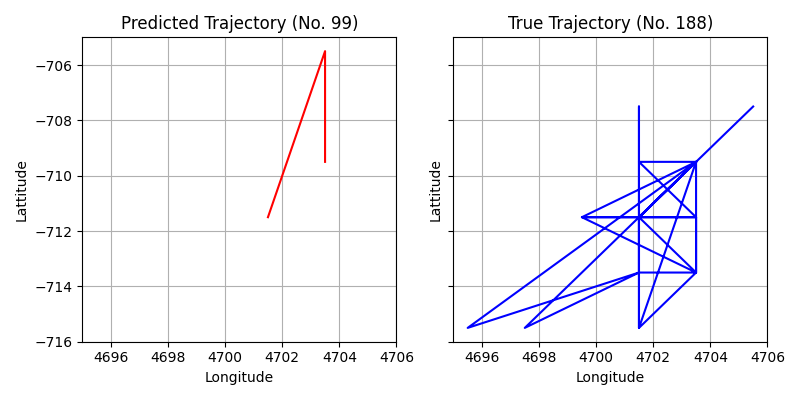 Predicted Trajectory (No. 99)
True Trajectory (No. 188)
−706
−708
−710
−712
−714
−716
Lattitude
Lattitude
4696 4698 4700 4702 4704 4706
4696 4698 4700 4702 4704 4706
Longitude
Longitude